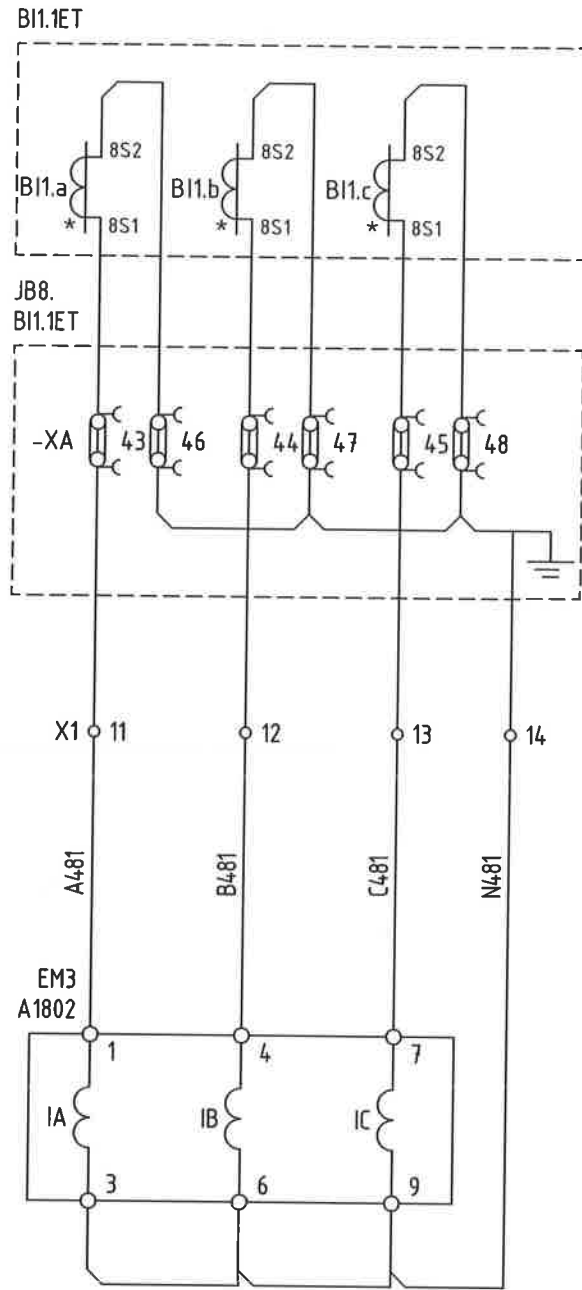 BI1.1ET
8S2
8S2
8S2
BI1.a
BI1.b
BI1.c
*
8S1
*
8S1
*
8S1
JB8.
BI1.1ET
-XA
43
46
44
47
45
48
X1
11
12
13
14
A481
B481
C481
N481
EM3
A1802
1
4
7
IA
IB
IC
3
6
9